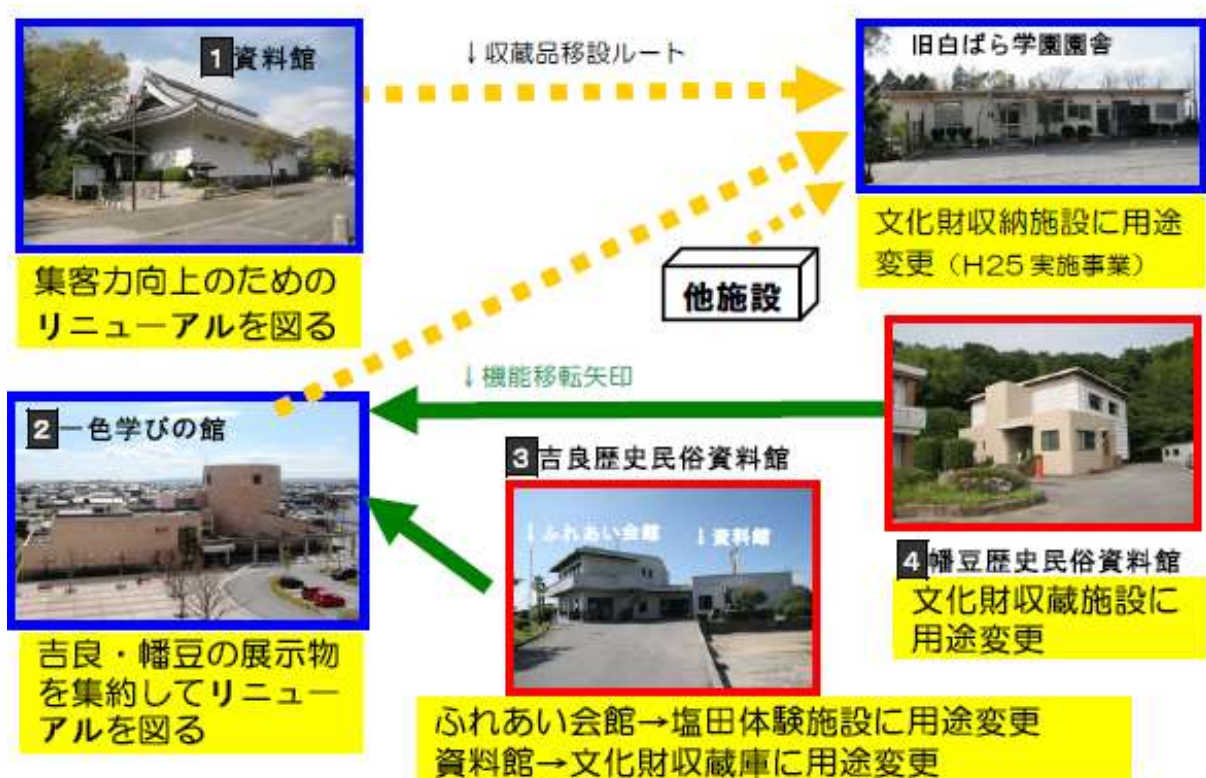 1 資料館
↓収蔵品移設ルート
旧白ばら学園園舎
集客力向上のための
リニューアルを図る
他施設
文化財収納施設に用途
変更（H25実施事業）
↓機能移転矢印
2 一色学びの館
3 吉良歴史民俗資料館
↓ふれあい会館
↓資料館
4 幡豆歴史民俗資料館
文化財収蔵施設に
用途変更
吉良・幡豆の展示物
を集約してリニュー
アルを図る
ふれあい会館→塩田体験施設に用途変更
資料館→文化財収蔵庫に用途変更